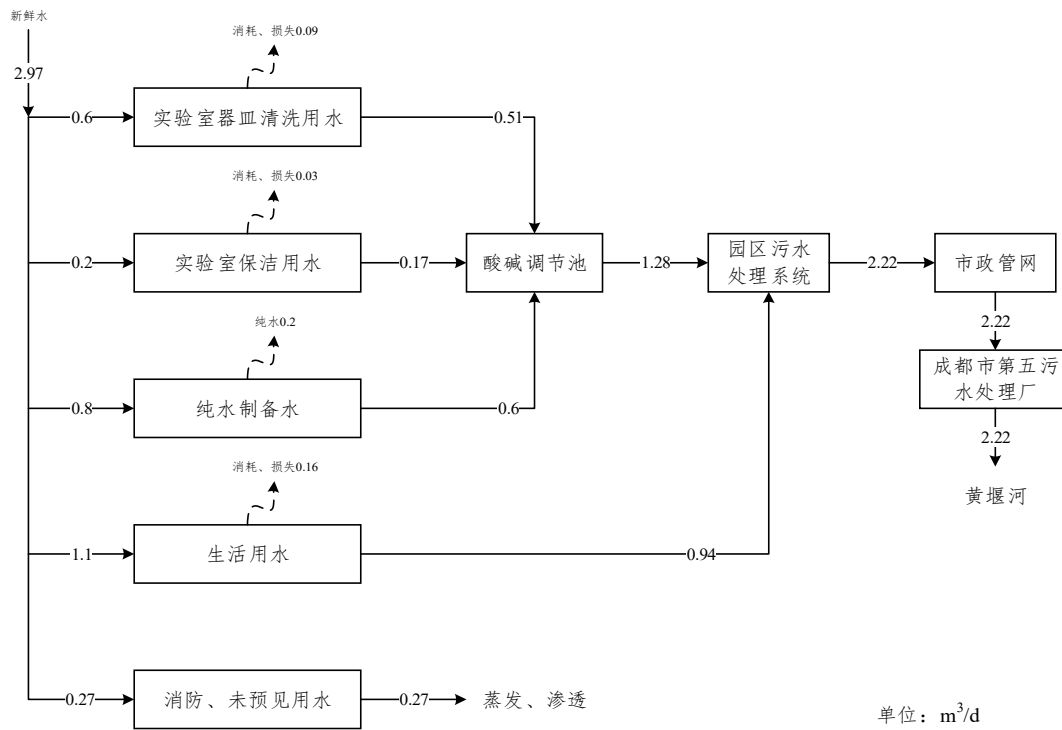 新鲜水
2.97
消耗、损失0.09
0.6
实验室器皿清洗用水
0.51
消耗、损失0.03
0.2
实验室保洁用水
0.17
酸碱调节池
1.28
园区污水
处理系统
2.22
市政管网
2.22
成都市第五污
水处理厂
2.22
黄堰河
纯水0.2
0.8
纯水制备水
0.6
消耗、损失0.16
1.1
生活用水
0.94
0.27
消防、未预见用水
0.27
蒸发、渗透
单位：m³/d